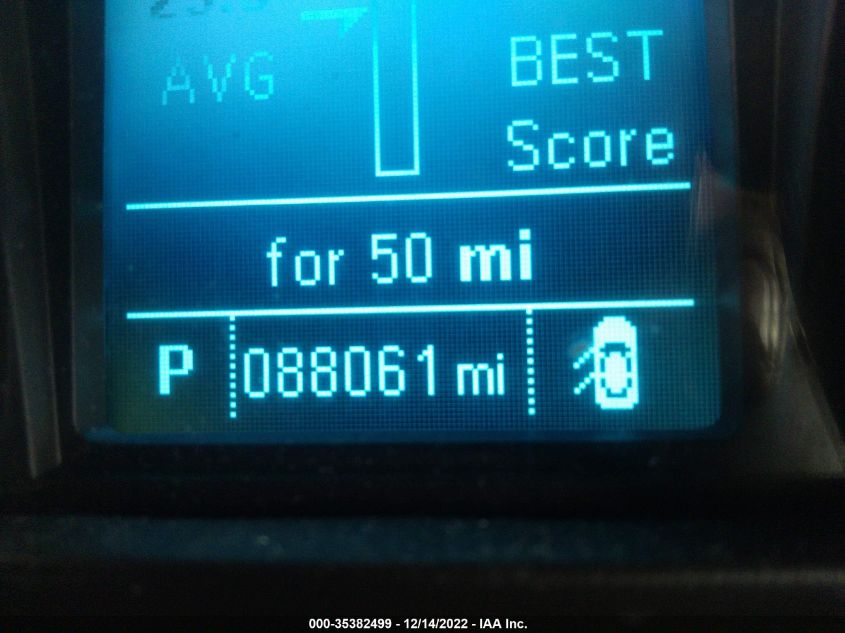 AVG
BEST
Score
for 50 mi
P 088061 mi
000-35382499 - 12/14/2022 - IAA Inc.